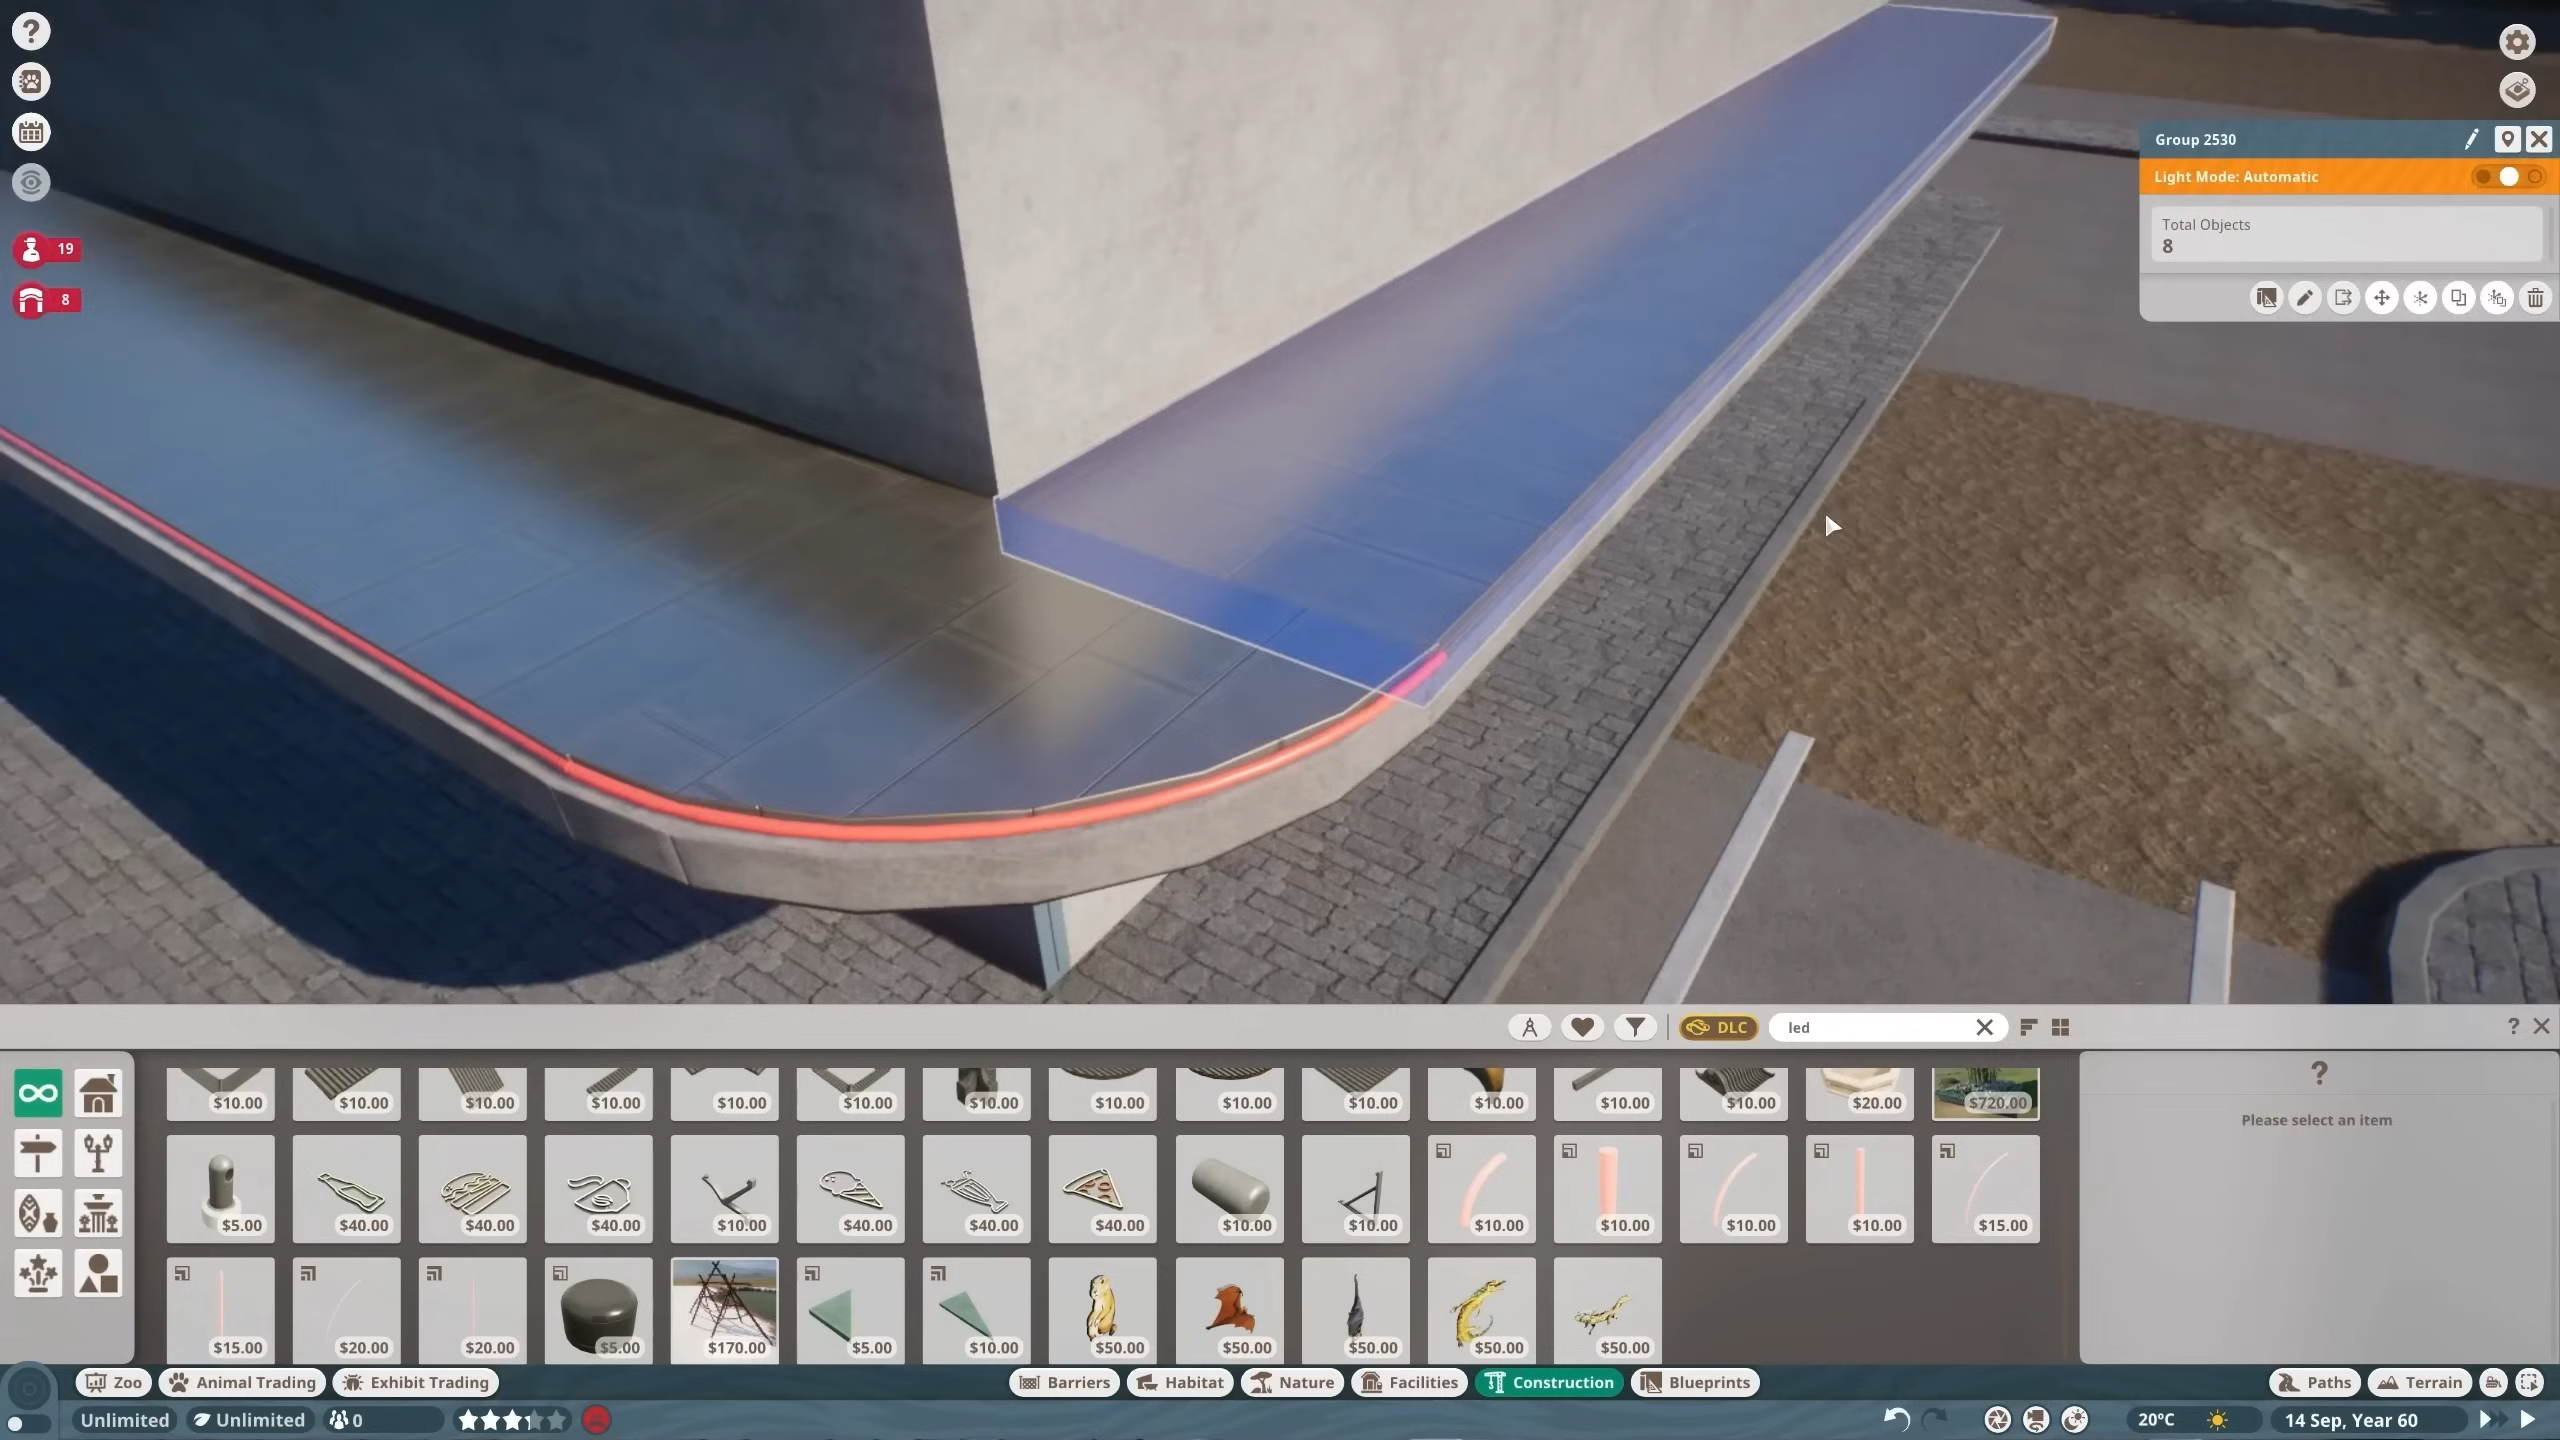 ?
19
8
Group 2530
Light Mode: Automatic
Total Objects
8
DLC
led
?
$10.00 $10.00 $10.00 $10.00 $10.00 $10.00 $10.00 $10.00 $10.00 $10.00 $10.00 $10.00 $10.00 $20.00 $720.00
?
Please select an item
$5.00 $40.00 $40.00 $40.00 $10.00 $40.00 $40.00 $40.00 $10.00 $10.00 $10.00 $10.00 $10.00 $10.00 $15.00
$15.00 $20.00 $20.00 $5.00 $170.00 $5.00 $10.00 $50.00 $50.00 $50.00 $50.00 $50.00
Zoo Animal Trading Exhibit Trading Barriers Habitat Nature Facilities Construction Blueprints Paths Terrain
Unlimited Unlimited 0 20°C 14 Sep, Year 60